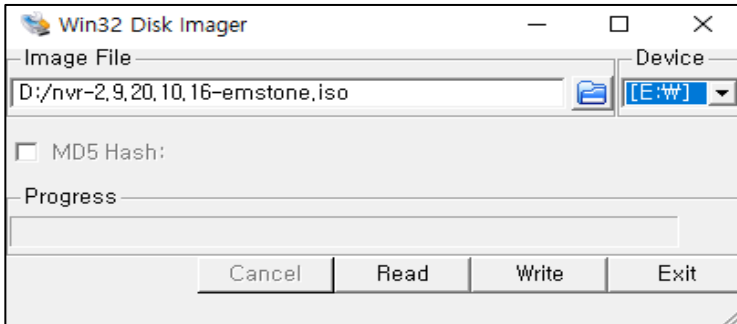 Win32 Disk Imager
Image File
Device
D:/nvr-2,9,20,10,16-emstone,iso
[E:₩]
MD5 Hash:
Progress
Cancel Read Write Exit